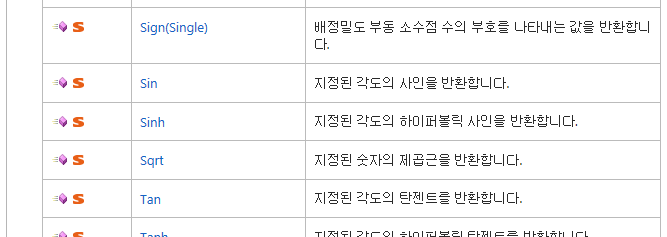 Sign(Single)
배정밀도 부동 소수점 수의 부호를 나타내는 값을 반환합니
다.
Sin
지정된 각도의 사인을 반환합니다.
Sinh
지정된 각도의 하이퍼볼릭 사인을 반환합니다.
Sqrt
지정된 숫자의 제곱근을 반환합니다.
Tan
지정된 각도의 탄젠트를 반환합니다.
Tanh
지정된 각도의 하이퍼볼릭 탄젠트를 반환합니다.